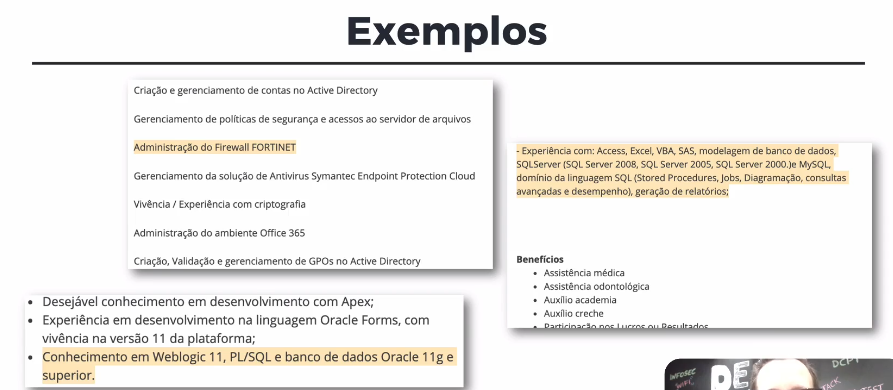 Exemplos
Criação e gerenciamento de contas no Active Directory
Gerenciamento de políticas de segurança e acessos ao servidor de arquivos
Administração do Firewall FORTINET
Gerenciamento da solução de Antivirus Symantec Endpoint Protection Cloud
Vivência / Experiência com criptografia
Administração do ambiente Office 365
Criação, Validação e gerenciamento de GPOs no Active Directory
- Experiência com: Access, Excel, VBA, SAS, modelagem de banco de dados,
SQLServer (SQL Server 2008, SQL Server 2005, SQL Server 2000.)e MySQL,
domínio da linguagem SQL (Stored Procedures, Jobs, Diagramação, consultas
avançadas e desempenho), geração de relatórios;
Benefícios
• Assistência médica
• Assistência odontológica
• Auxílio academia
• Auxílio creche
• Participação nos Lucros ou Resultados
• Desejável conhecimento em desenvolvimento com Apex;
• Experiência em desenvolvimento na linguagem Oracle Forms, com
vivência na versão 11 da plataforma;
• Conhecimento em Weblogic 11, PL/SQL e banco de dados Oracle 11g e
superior.
INFOSEC
DE
DCPT